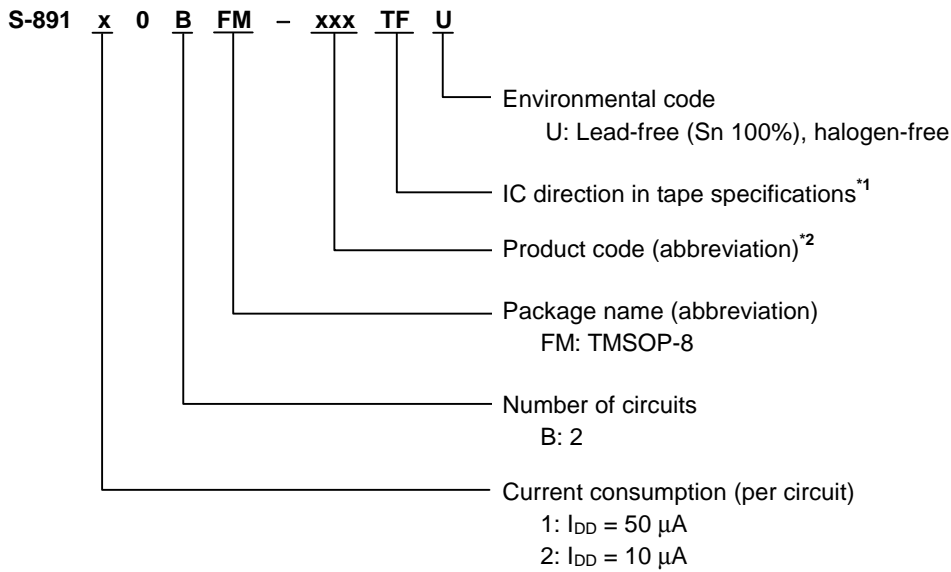 S-891 x 0 B FM – xxx TF U
Environmental code
U: Lead-free (Sn 100%), halogen-free
IC direction in tape specifications*1
Product code (abbreviation)*2
Package name (abbreviation)
FM: TMSOP-8
Number of circuits
B: 2
Current consumption (per circuit)
1: IDD = 50 μA
2: IDD = 10 μA